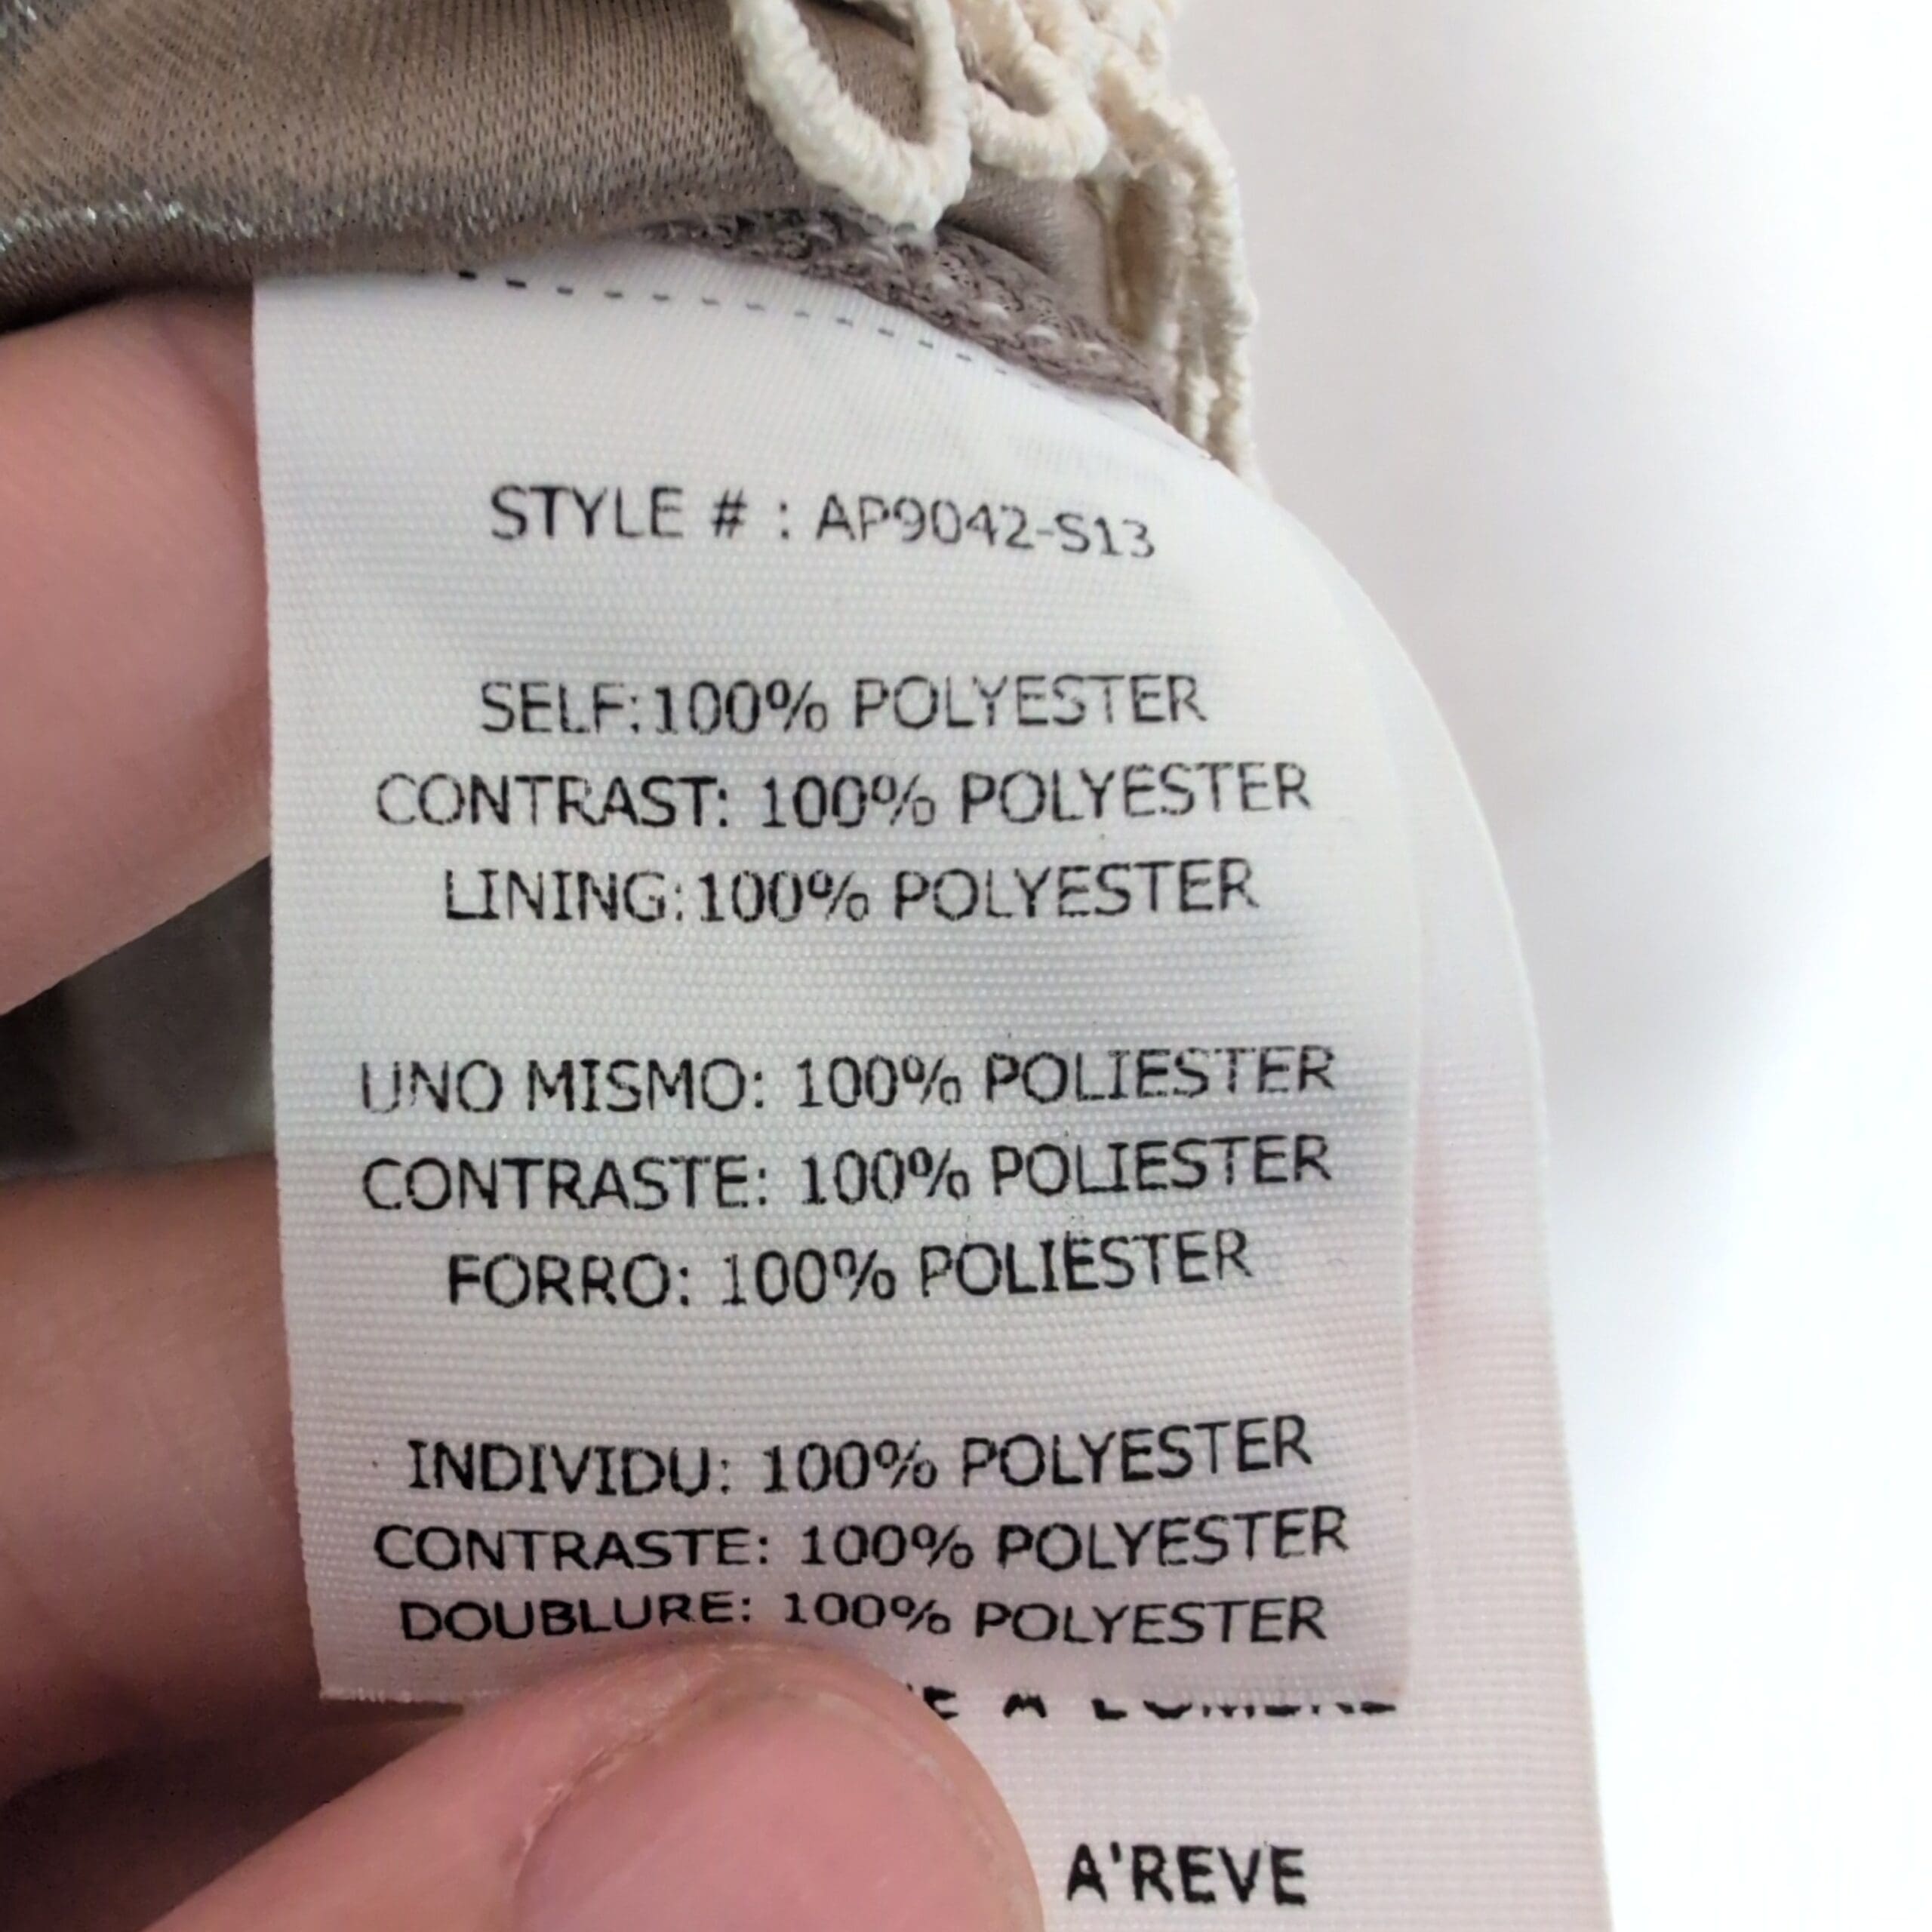 STYLE # : AP9042-S13
SELF:100% POLYESTER
CONTRAST: 100% POLYESTER
LINING:100% POLYESTER
UNO MISMO: 100% POLIESTER
CONTRASTE: 100% POLIESTER
FORRO: 100% POLIESTER
INDIVIDU: 100% POLYESTER
CONTRASTE: 100% POLYESTER
DOUBLURE: 100% POLYESTER
A'REVE